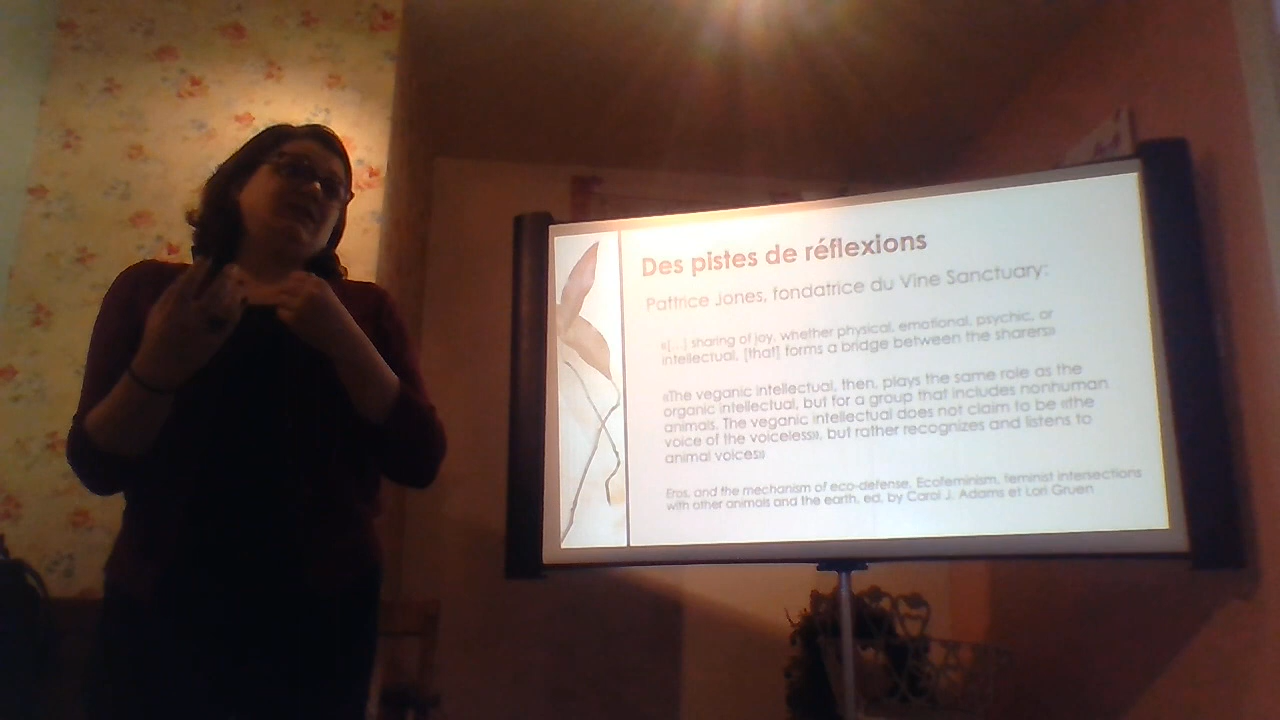 Des pistes de réflexions
Pattrice Jones, fondatrice du Vine Sanctuary:
«[...] sharing of joy, whether physical, emotional, psychic, or
intellectual, [that] forms a bridge between the sharers»
«The veganic intellectual, then, plays the same role as the
organic intellectual, but for a group that includes nonhuman
animals. The veganic intellectual does not claim to be «the
voice of the voiceless», but rather recognizes and listens to
animal voices»
Eros, and the mechanism of eco-defense, Ecofeminism, feminist intersections
with other animals and the earth, ed. by Carol J. Adams et Lori Gruen